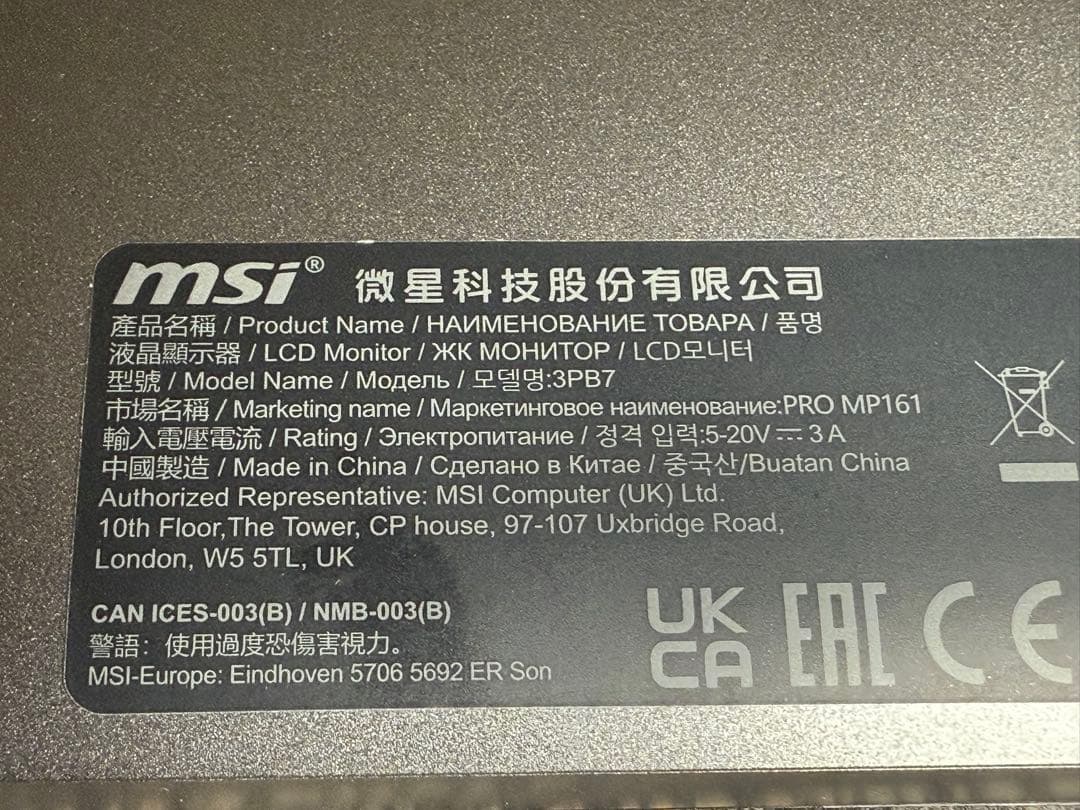 msi® 微星科技股份有限公司
產品名稱 / Product Name / НАИМЕНОВАНИЕ ТОВАРА / 품명
液晶顯示器 / LCD Monitor / ЖК МОНИТОР / LCD모니터
型號 / Model Name / Модель / 모델명:3PB7
市場名稱 / Marketing name / Маркетинговое наименование:PRO MP161
輸入電壓電流 / Rating / Электропитание / 정격 입력:5-20V ⎓ 3 A
中國製造 / Made in China / Сделано в Китае / 중국산/Buatan China
Authorized Representative: MSI Computer (UK) Ltd.
10th Floor,The Tower, CP house, 97-107 Uxbridge Road,
London, W5 5TL, UK
CAN ICES-003(B) / NMB-003(B)
警語：使用過度恐傷害視力。
MSI-Europe: Eindhoven 5706 5692 ER Son
UK
CA
EAC
CE